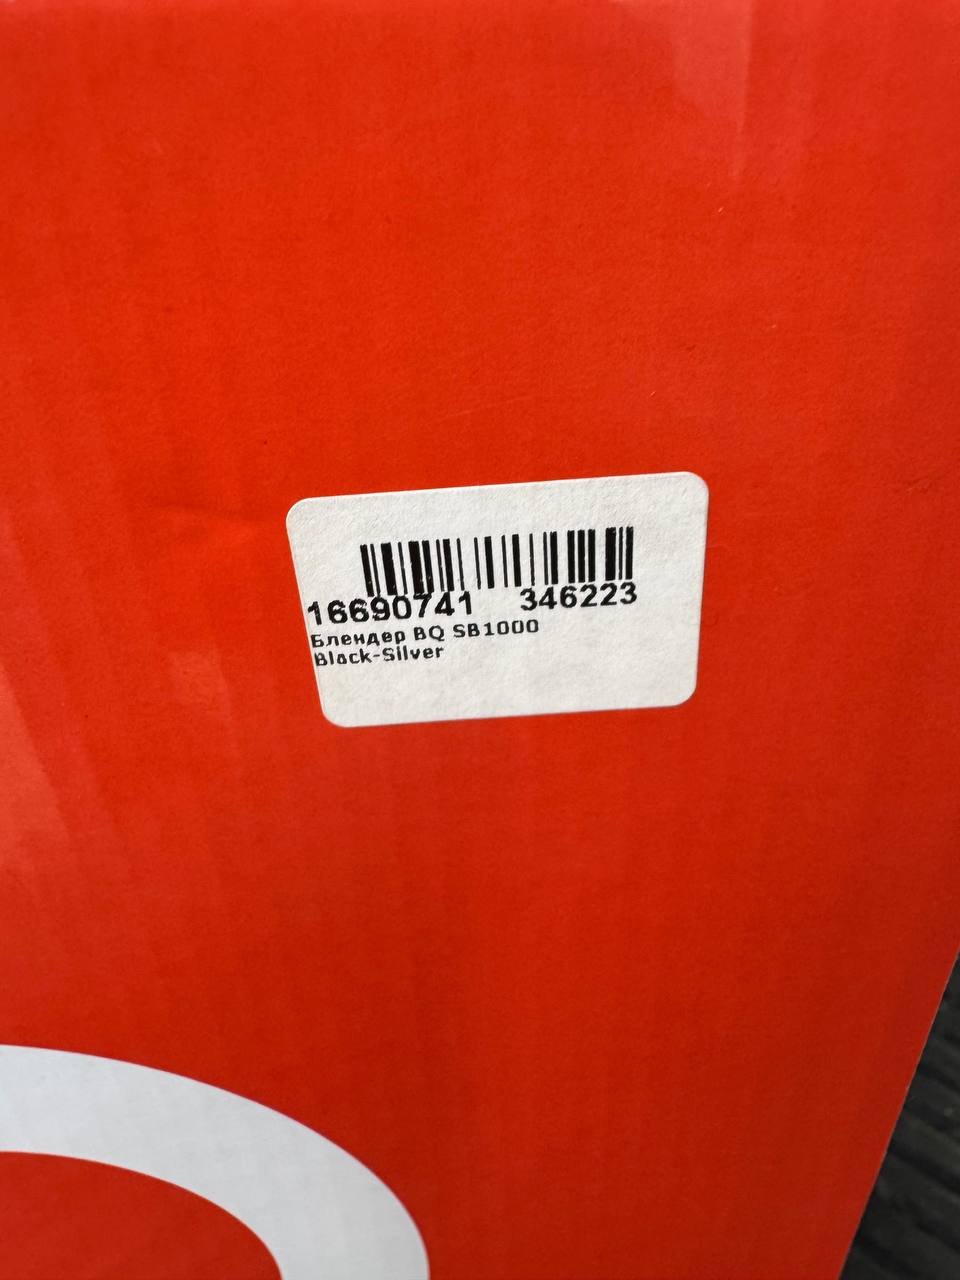 16690741 346223
Блендер BQ SB1000
Black-Silver